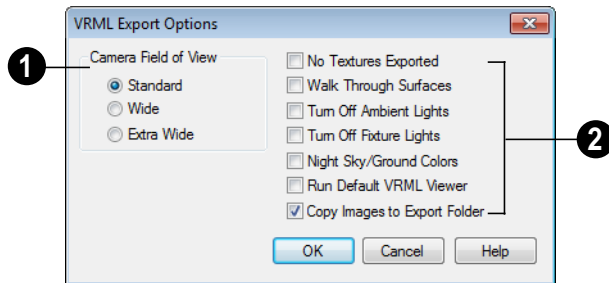 VRML Export Options
1
Camera Field of View
Standard
Wide
Extra Wide
No Textures Exported
Walk Through Surfaces
Turn Off Ambient Lights
Turn Off Fixture Lights
Night Sky/Ground Colors
Run Default VRML Viewer
Copy Images to Export Folder
2
OK
Cancel
Help